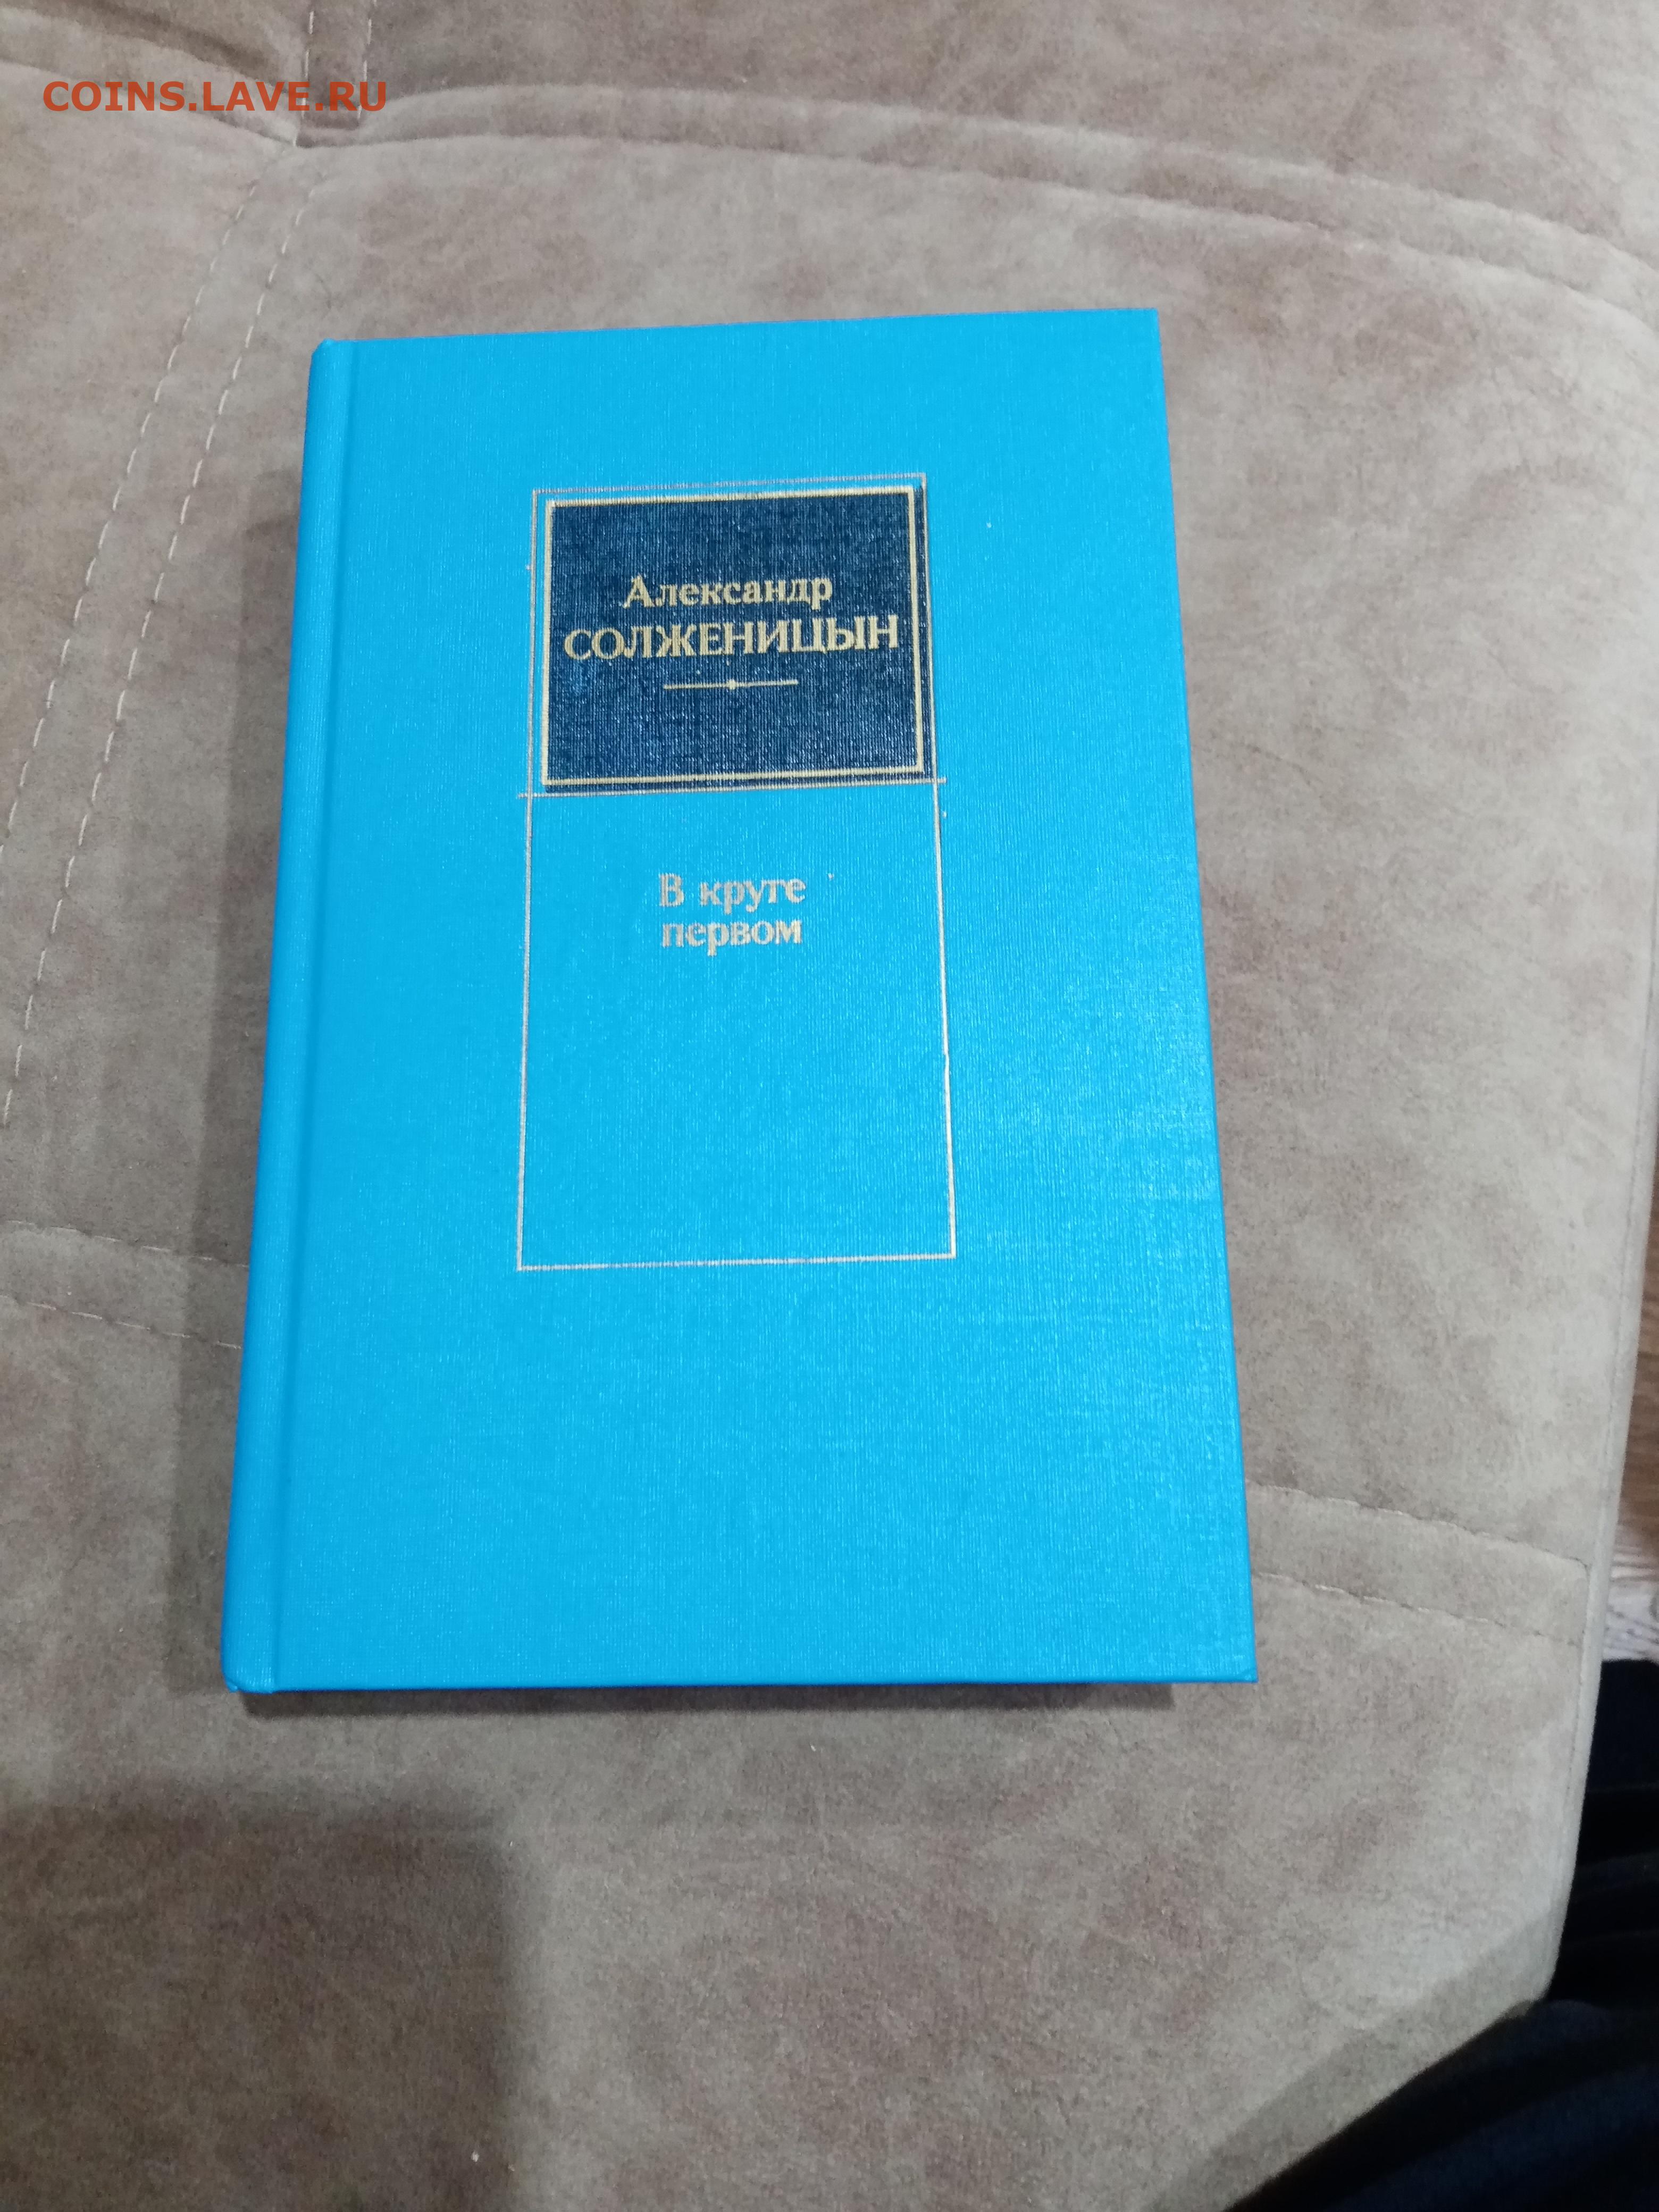 COINS.LAVE.RU
Александр
СОЛЖЕНИЦЫН
В круге
первом